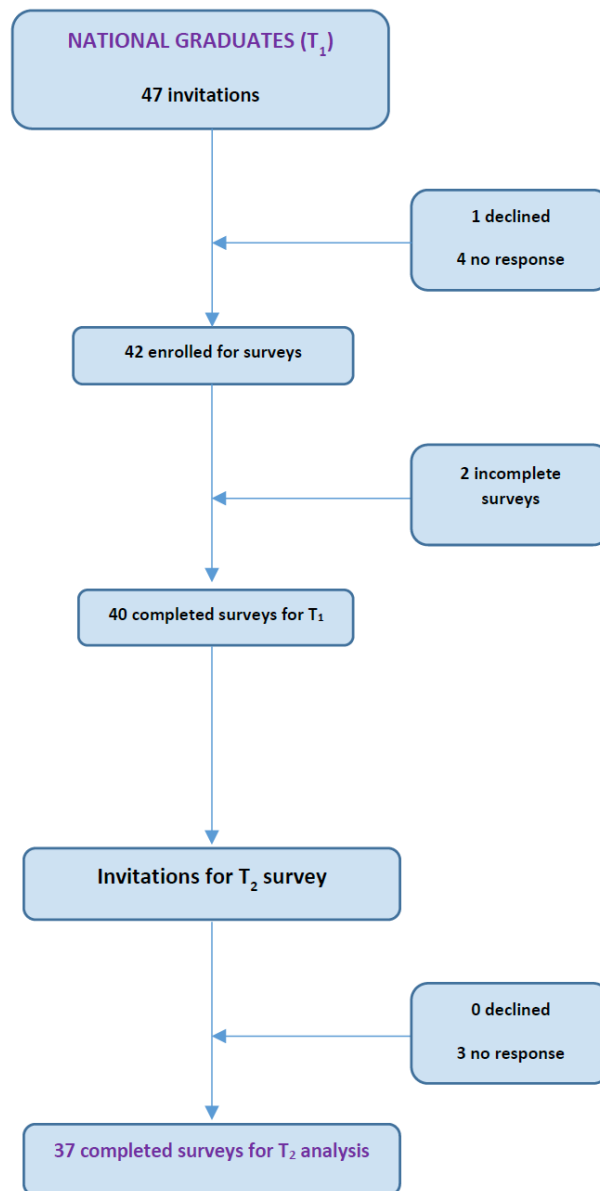 NATIONAL GRADUATES (T₁)
47 invitations
1 declined
4 no response
42 enrolled for surveys
2 incomplete
surveys
40 completed surveys for T₁
Invitations for T₂ survey
0 declined
3 no response
37 completed surveys for T₂ analysis